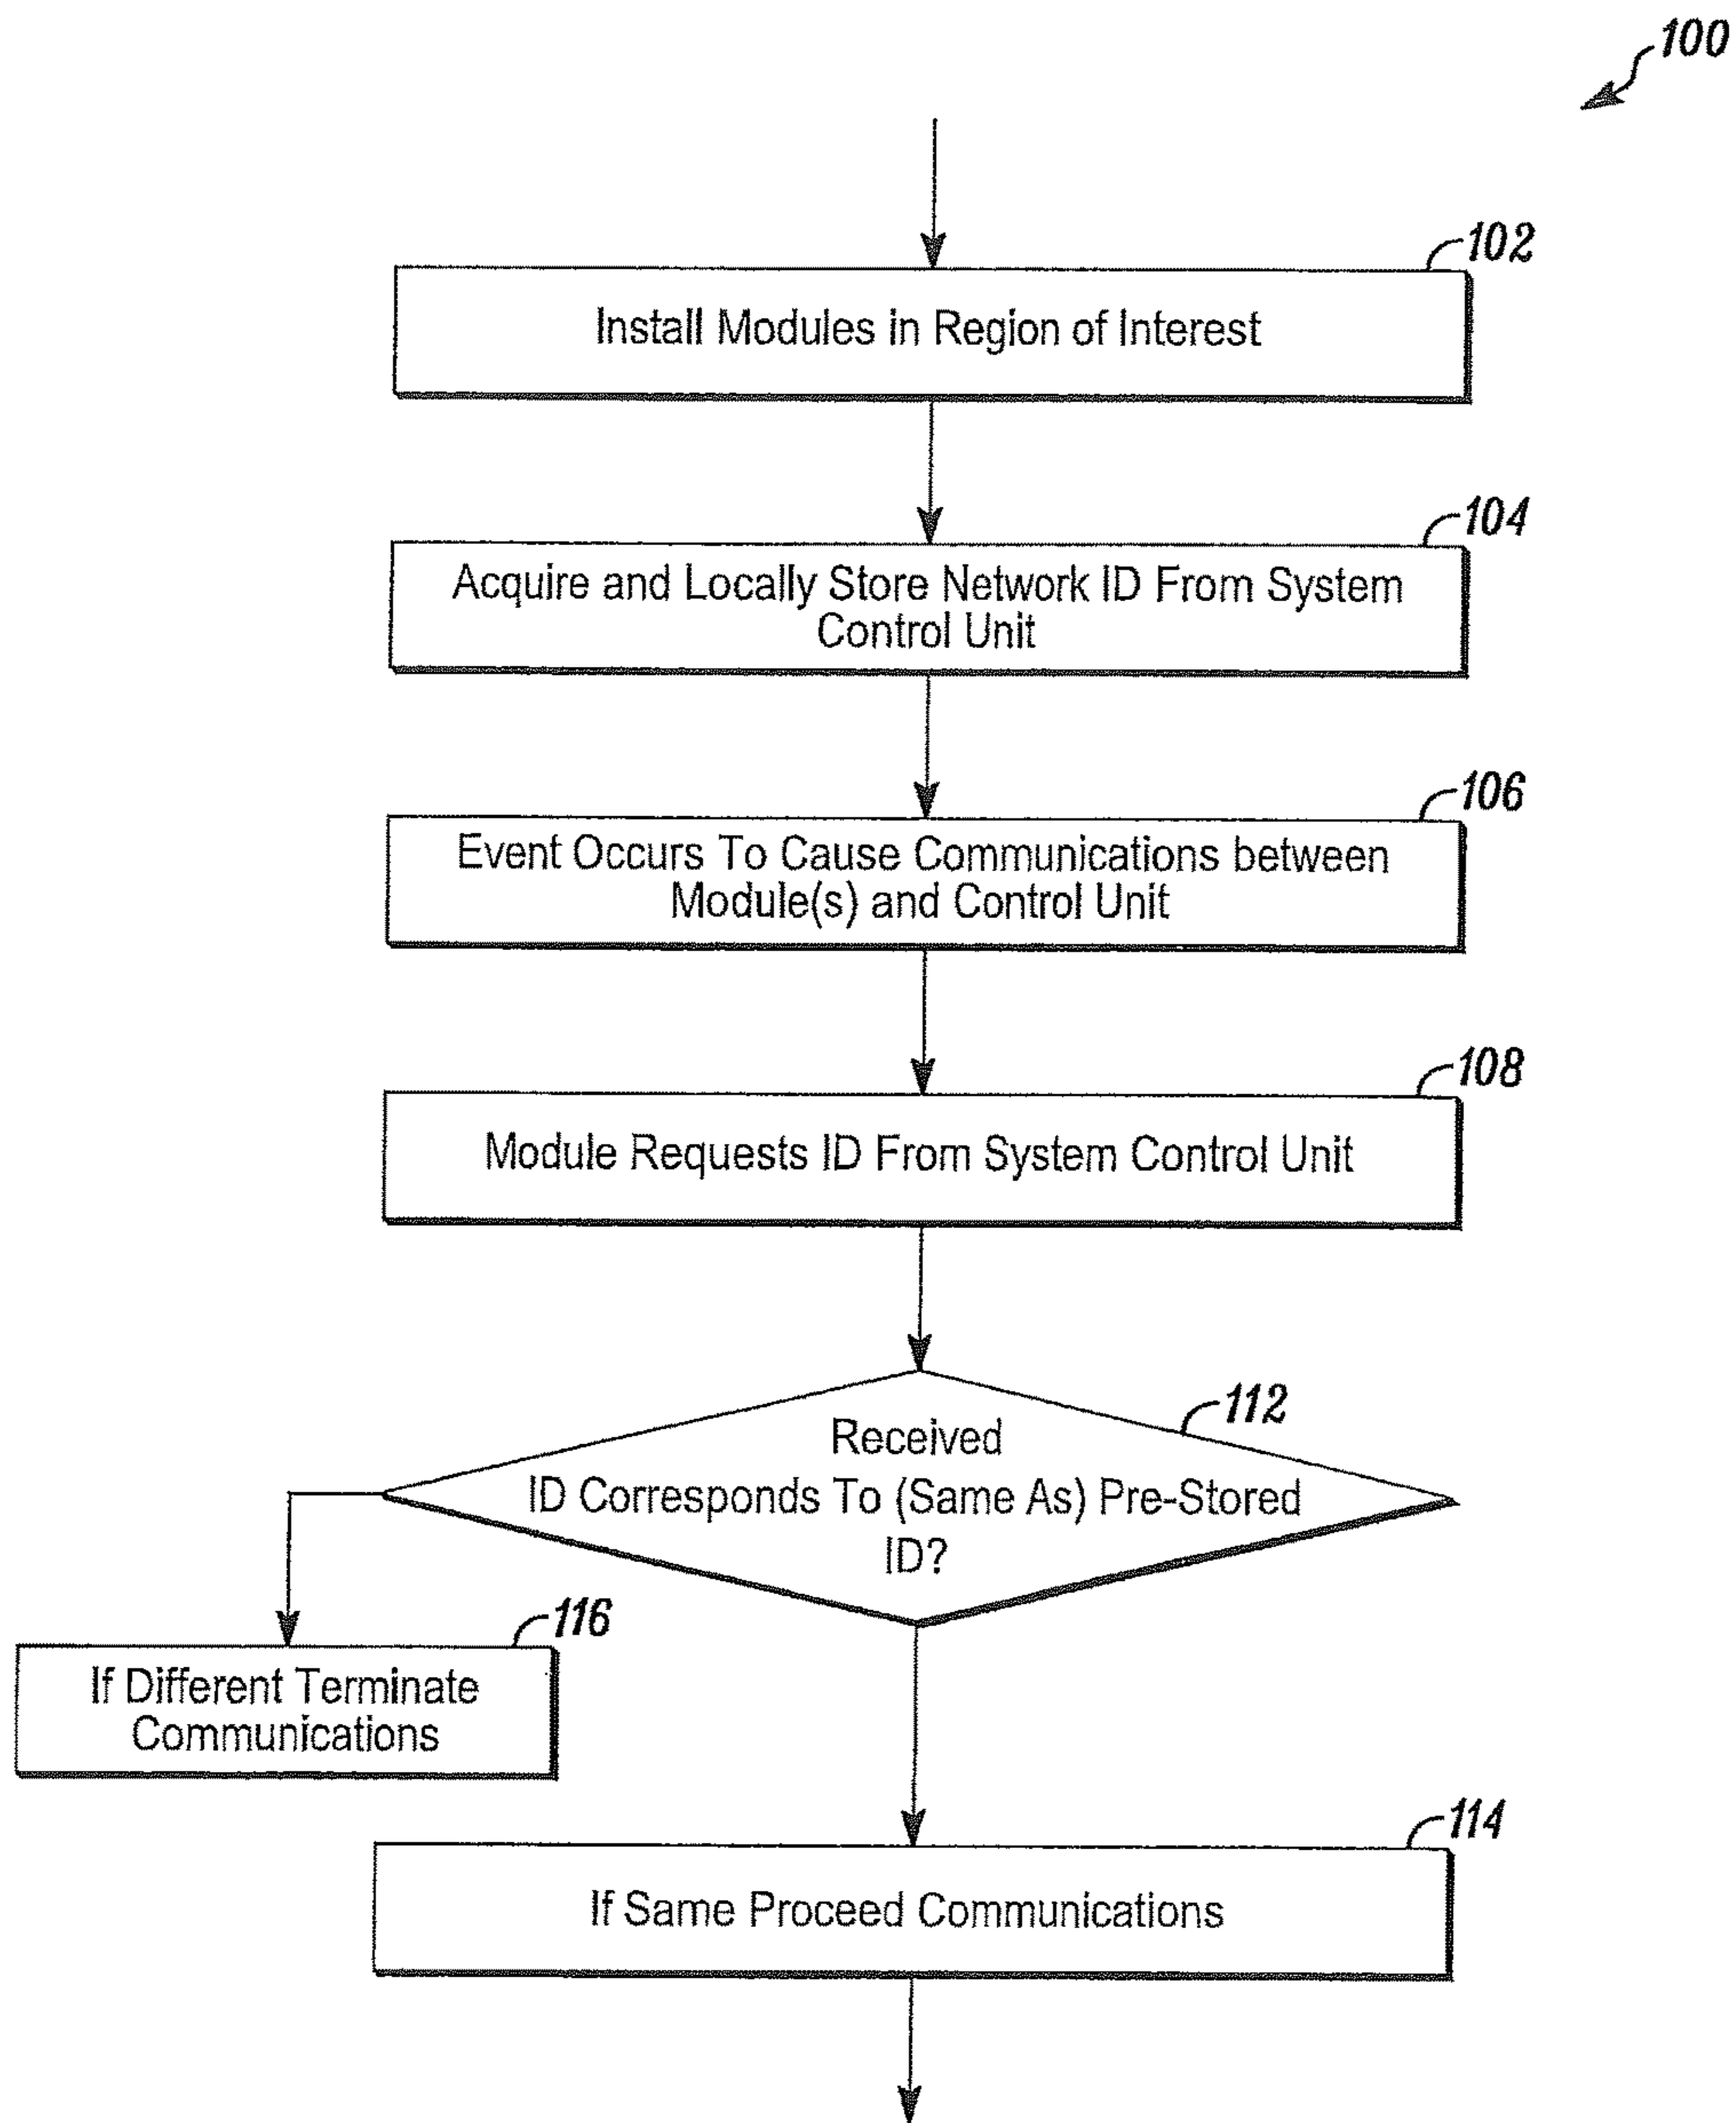 100
102
Install Modules in Region of Interest
104
Acquire and Locally Store Network ID From System
Control Unit
106
Event Occurs To Cause Communications between
Module(s) and Control Unit
108
Module Requests ID From System Control Unit
112
Received
ID Corresponds To (Same As) Pre-Stored
ID?
116
If Different Terminate
Communications
114
If Same Proceed Communications